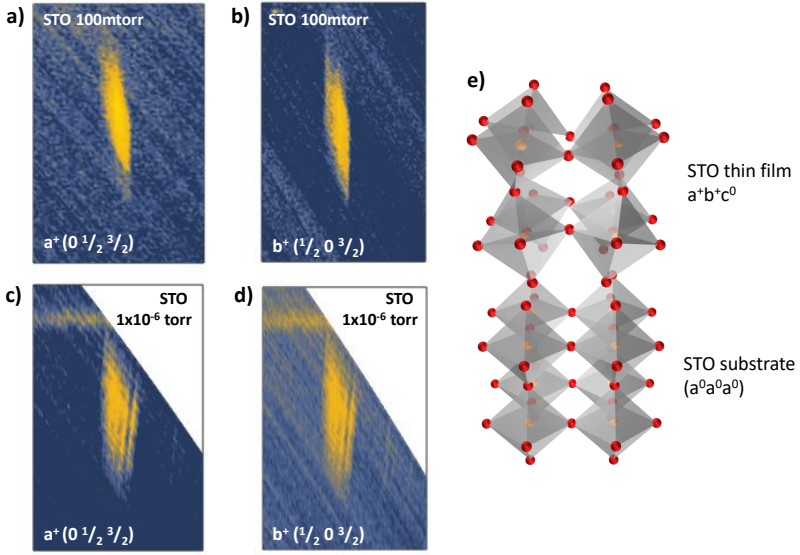 a)
STO 100mtorr
a⁺ (0 ¹/₂ ³/₂)
b)
STO 100mtorr
b⁺ (¹/₂ 0 ³/₂)
c)
STO
1x10⁻⁶ torr
a⁺ (0 ¹/₂ ³/₂)
d)
STO
1x10⁻⁶ torr
b⁺ (¹/₂ 0 ³/₂)
e)
STO thin film
a⁺b⁺c⁰
STO substrate
(a⁰a⁰a⁰)